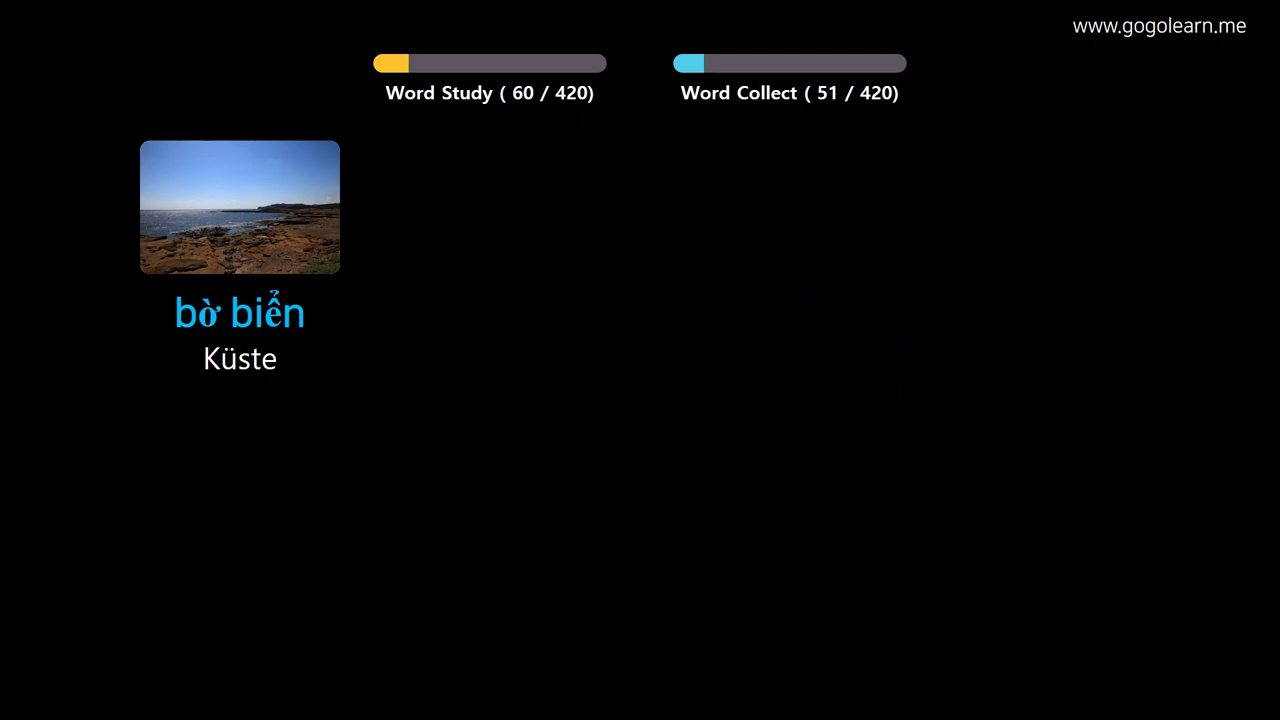 www.gogolearn.me
Word Study ( 60 / 420)
Word Collect ( 51 / 420)
bờ biển
Küste